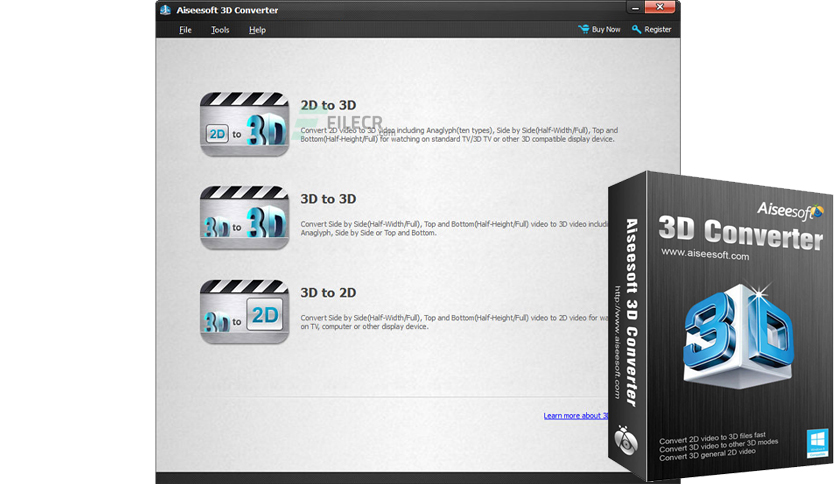 Aiseesoft 3D Converter
File Tools Help Buy Now Register
2D to 3D
2D to 3D
FILECR
.com
Convert 2D video to 3D video including Anaglyph(ten types), Side by Side(Half-Width/Full), Top and
Bottom(Half-Height/Full) for watching on standard TV/3D TV or other 3D compatible display device.
3D to 3D
3D to 3D
Convert Side by Side(Half-Width/Full), Top and Bottom(Half-Height/Full) video to 3D video includi
Anaglyph, Side by Side or Top and Bottom.
3D to 2D
3D to 2D
Convert Side by Side(Half-Width/Full), Top and Bottom(Half-Height/Full) video to 2D video for wa
on TV, computer or other display device.
Learn more about 3
Aiseesoft 3D Converter
http://www.aiseesoft.com
Aiseesoft
3D Converter
www.aiseesoft.com
3D
Convert 2D video to 3D files fast
Convert 3D video to other 3D modes
Convert 3D general 2D video